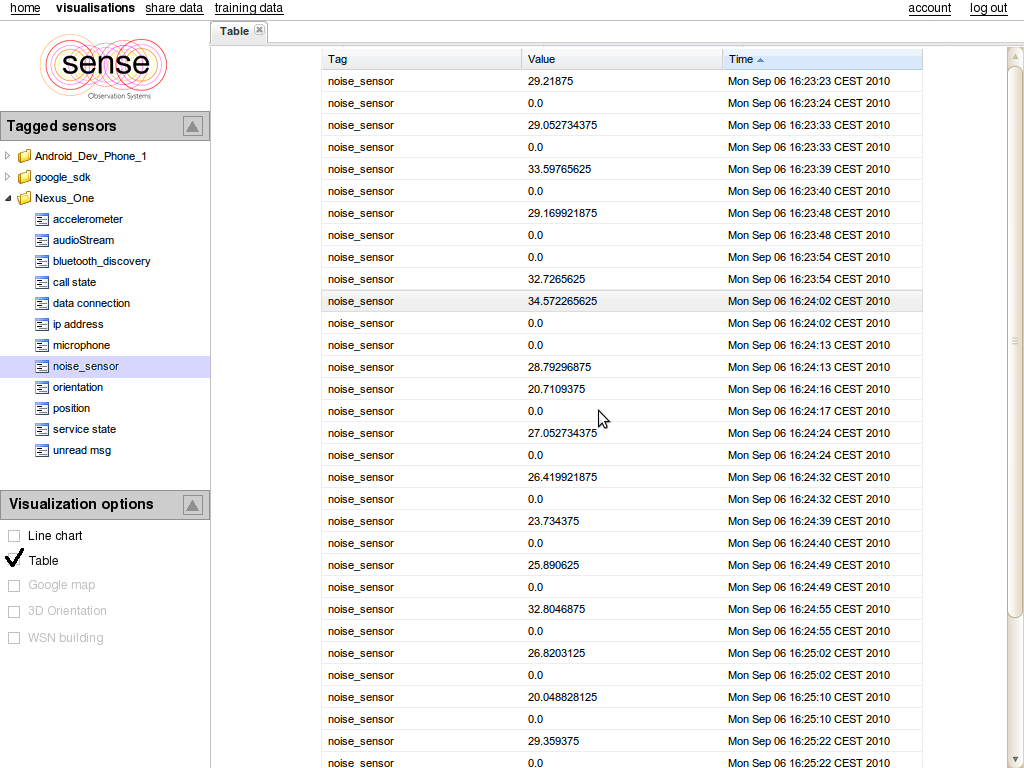 home visualisations share data training data account log out
Table
sense
Observation Systems
Tagged sensors
Android_Dev_Phone_1
google_sdk
Nexus_One
accelerometer
audioStream
bluetooth_discovery
call state
data connection
ip address
microphone
noise_sensor
orientation
position
service state
unread msg
Visualization options
Line chart
Table
Google map
3D Orientation
WSN building
Tag Value Time
noise_sensor 29.21875 Mon Sep 06 16:23:23 CEST 2010
noise_sensor 0.0 Mon Sep 06 16:23:24 CEST 2010
noise_sensor 29.052734375 Mon Sep 06 16:23:33 CEST 2010
noise_sensor 0.0 Mon Sep 06 16:23:33 CEST 2010
noise_sensor 33.59765625 Mon Sep 06 16:23:39 CEST 2010
noise_sensor 0.0 Mon Sep 06 16:23:40 CEST 2010
noise_sensor 29.169921875 Mon Sep 06 16:23:48 CEST 2010
noise_sensor 0.0 Mon Sep 06 16:23:48 CEST 2010
noise_sensor 0.0 Mon Sep 06 16:23:54 CEST 2010
noise_sensor 32.7265625 Mon Sep 06 16:23:54 CEST 2010
noise_sensor 34.572265625 Mon Sep 06 16:24:02 CEST 2010
noise_sensor 0.0 Mon Sep 06 16:24:02 CEST 2010
noise_sensor 0.0 Mon Sep 06 16:24:13 CEST 2010
noise_sensor 28.79296875 Mon Sep 06 16:24:13 CEST 2010
noise_sensor 20.7109375 Mon Sep 06 16:24:16 CEST 2010
noise_sensor 0.0 Mon Sep 06 16:24:17 CEST 2010
noise_sensor 27.052734375 Mon Sep 06 16:24:24 CEST 2010
noise_sensor 0.0 Mon Sep 06 16:24:24 CEST 2010
noise_sensor 26.419921875 Mon Sep 06 16:24:32 CEST 2010
noise_sensor 0.0 Mon Sep 06 16:24:32 CEST 2010
noise_sensor 23.734375 Mon Sep 06 16:24:39 CEST 2010
noise_sensor 0.0 Mon Sep 06 16:24:40 CEST 2010
noise_sensor 25.890625 Mon Sep 06 16:24:49 CEST 2010
noise_sensor 0.0 Mon Sep 06 16:24:49 CEST 2010
noise_sensor 32.8046875 Mon Sep 06 16:24:55 CEST 2010
noise_sensor 0.0 Mon Sep 06 16:24:55 CEST 2010
noise_sensor 26.8203125 Mon Sep 06 16:25:02 CEST 2010
noise_sensor 0.0 Mon Sep 06 16:25:02 CEST 2010
noise_sensor 20.048828125 Mon Sep 06 16:25:10 CEST 2010
noise_sensor 0.0 Mon Sep 06 16:25:10 CEST 2010
noise_sensor 29.359375 Mon Sep 06 16:25:22 CEST 2010
noise_sensor 0.0 Mon Sep 06 16:25:22 CEST 2010